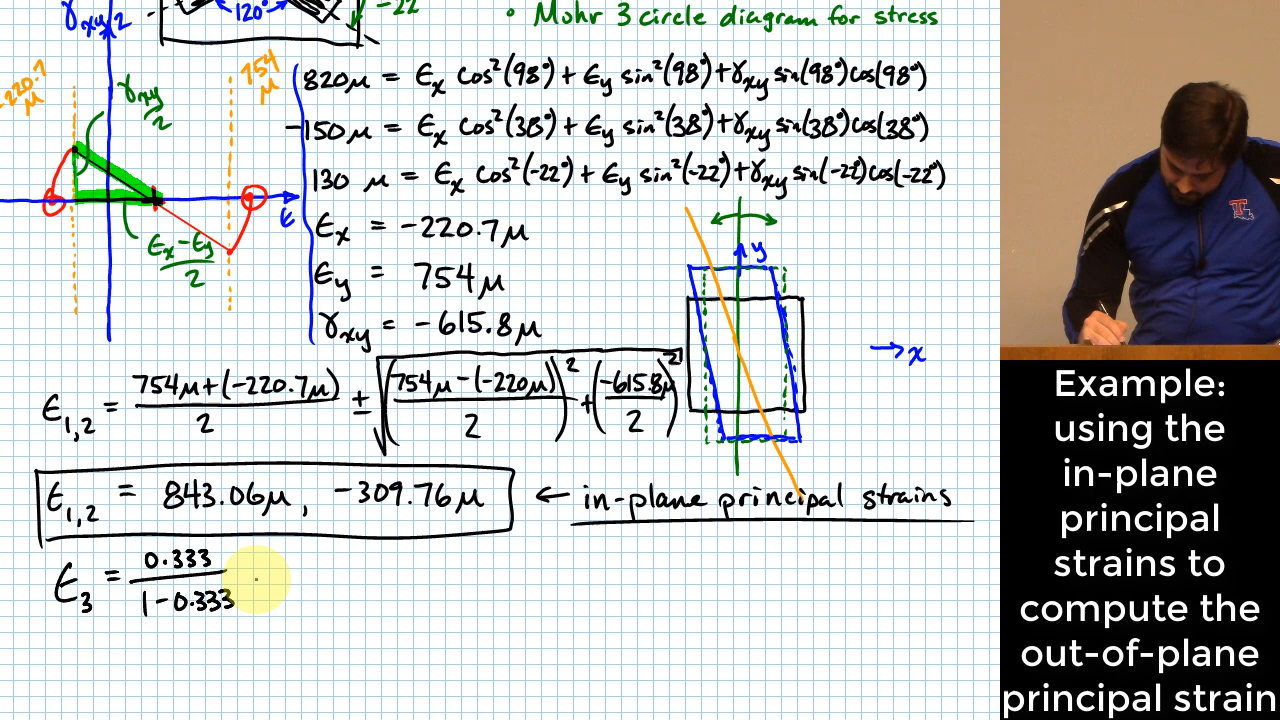 γxy/2
120°
-22
• Mohr 3 circle diagram for stress
-220.7 μ
754 μ
γxy/2
ϵx-ϵy/2
ϵ
820μ = ϵx cos²(98°) + ϵy sin²(98°) + γxy sin(98°)cos(98°)
-150μ = ϵx cos²(38°) + ϵy sin²(38°) + γxy sin(38°)cos(38°)
130 μ = ϵx cos²(-22°) + ϵy sin²(-22°) + γxy sin(-22°)cos(-22°)
ϵx = -220.7μ
ϵy = 754μ
γxy = -615.8μ
y
x
ϵ1,2 = 754μ+(-220.7μ)/2 ± √((754μ-(-220μ)/2)² + (-615.8μ/2)²)
ϵ1,2 = 843.06μ, -309.76μ ← in-plane principal strains
ϵ3 = 0.333/1-0.333
Example:
using the
in-plane
principal
strains to
compute the
out-of-plane
principal strain